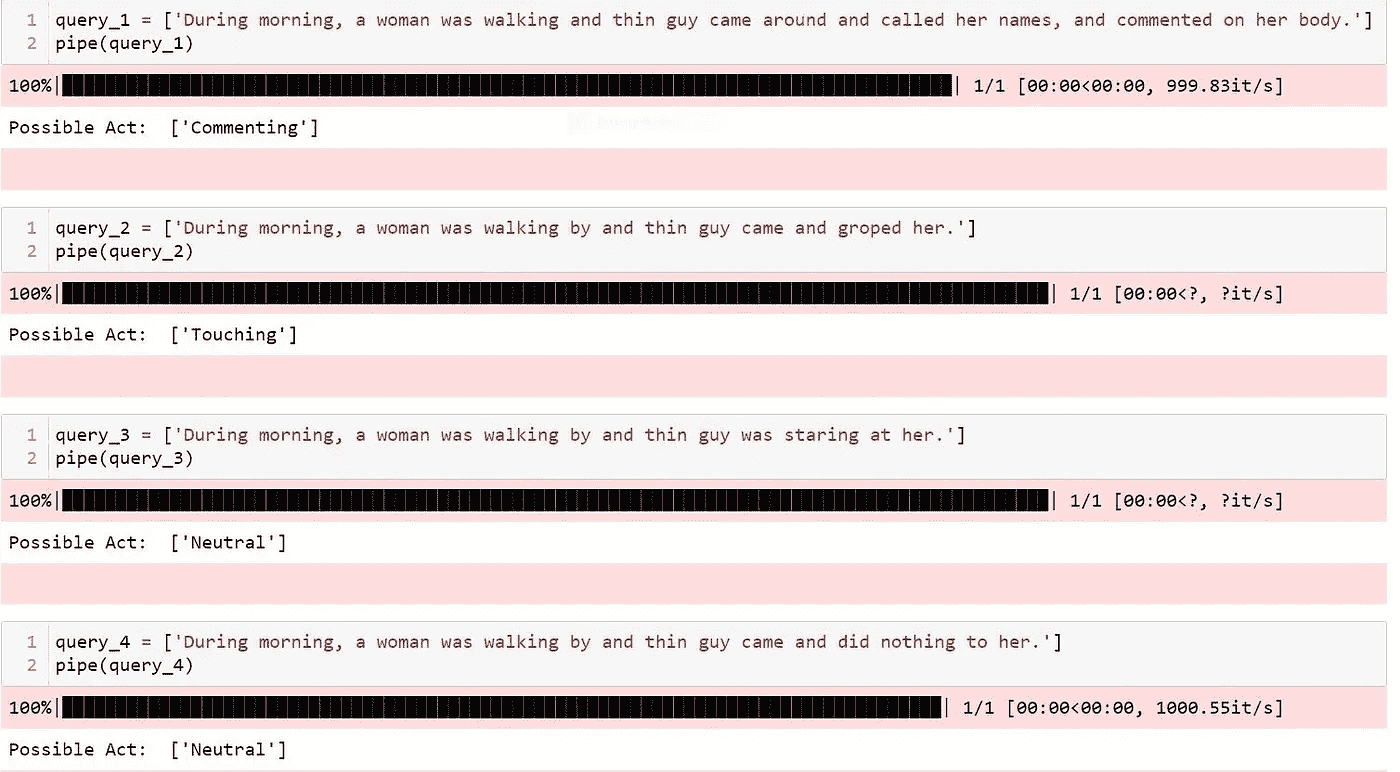 1 query_1 = ['During morning, a woman was walking and thin guy came around and called her names, and commented on her body.']
2 pipe(query_1)
100%| 1/1 [00:00<00:00, 999.83it/s]
Possible Act: ['Commenting']
1 query_2 = ['During morning, a woman was walking by and thin guy came and groped her.']
2 pipe(query_2)
100%| 1/1 [00:00<?, ?it/s]
Possible Act: ['Touching']
1 query_3 = ['During morning, a woman was walking by and thin guy was staring at her.']
2 pipe(query_3)
100%| 1/1 [00:00<?, ?it/s]
Possible Act: ['Neutral']
1 query_4 = ['During morning, a woman was walking by and thin guy came and did nothing to her.']
2 pipe(query_4)
100%| 1/1 [00:00<00:00, 1000.55it/s]
Possible Act: ['Neutral']